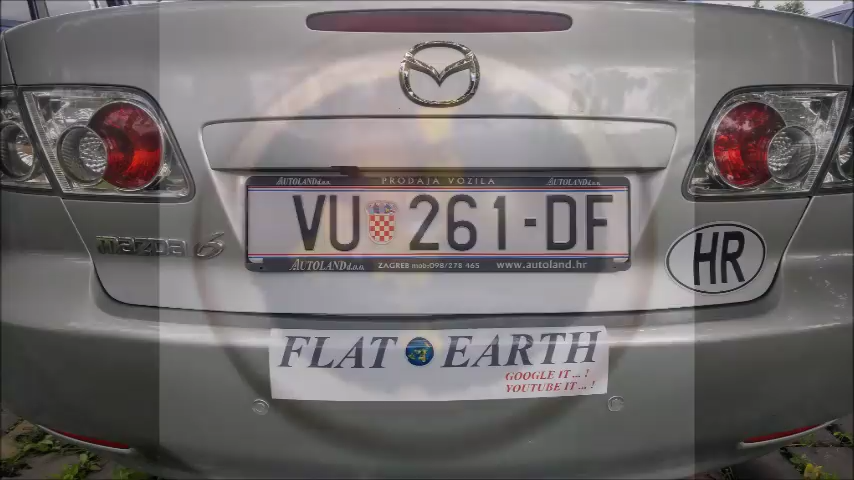 AUTOLAND d.o.o. PRODAJA VOZILA AUTOLAND d.o.o.
VU 261-DF
AUTOLAND d.o.o. ZAGREB mob:098/278 465 www.autoland.hr
mazda 6
HR
FLAT EARTH
GOOGLE IT ... !
YOUTUBE IT ... !